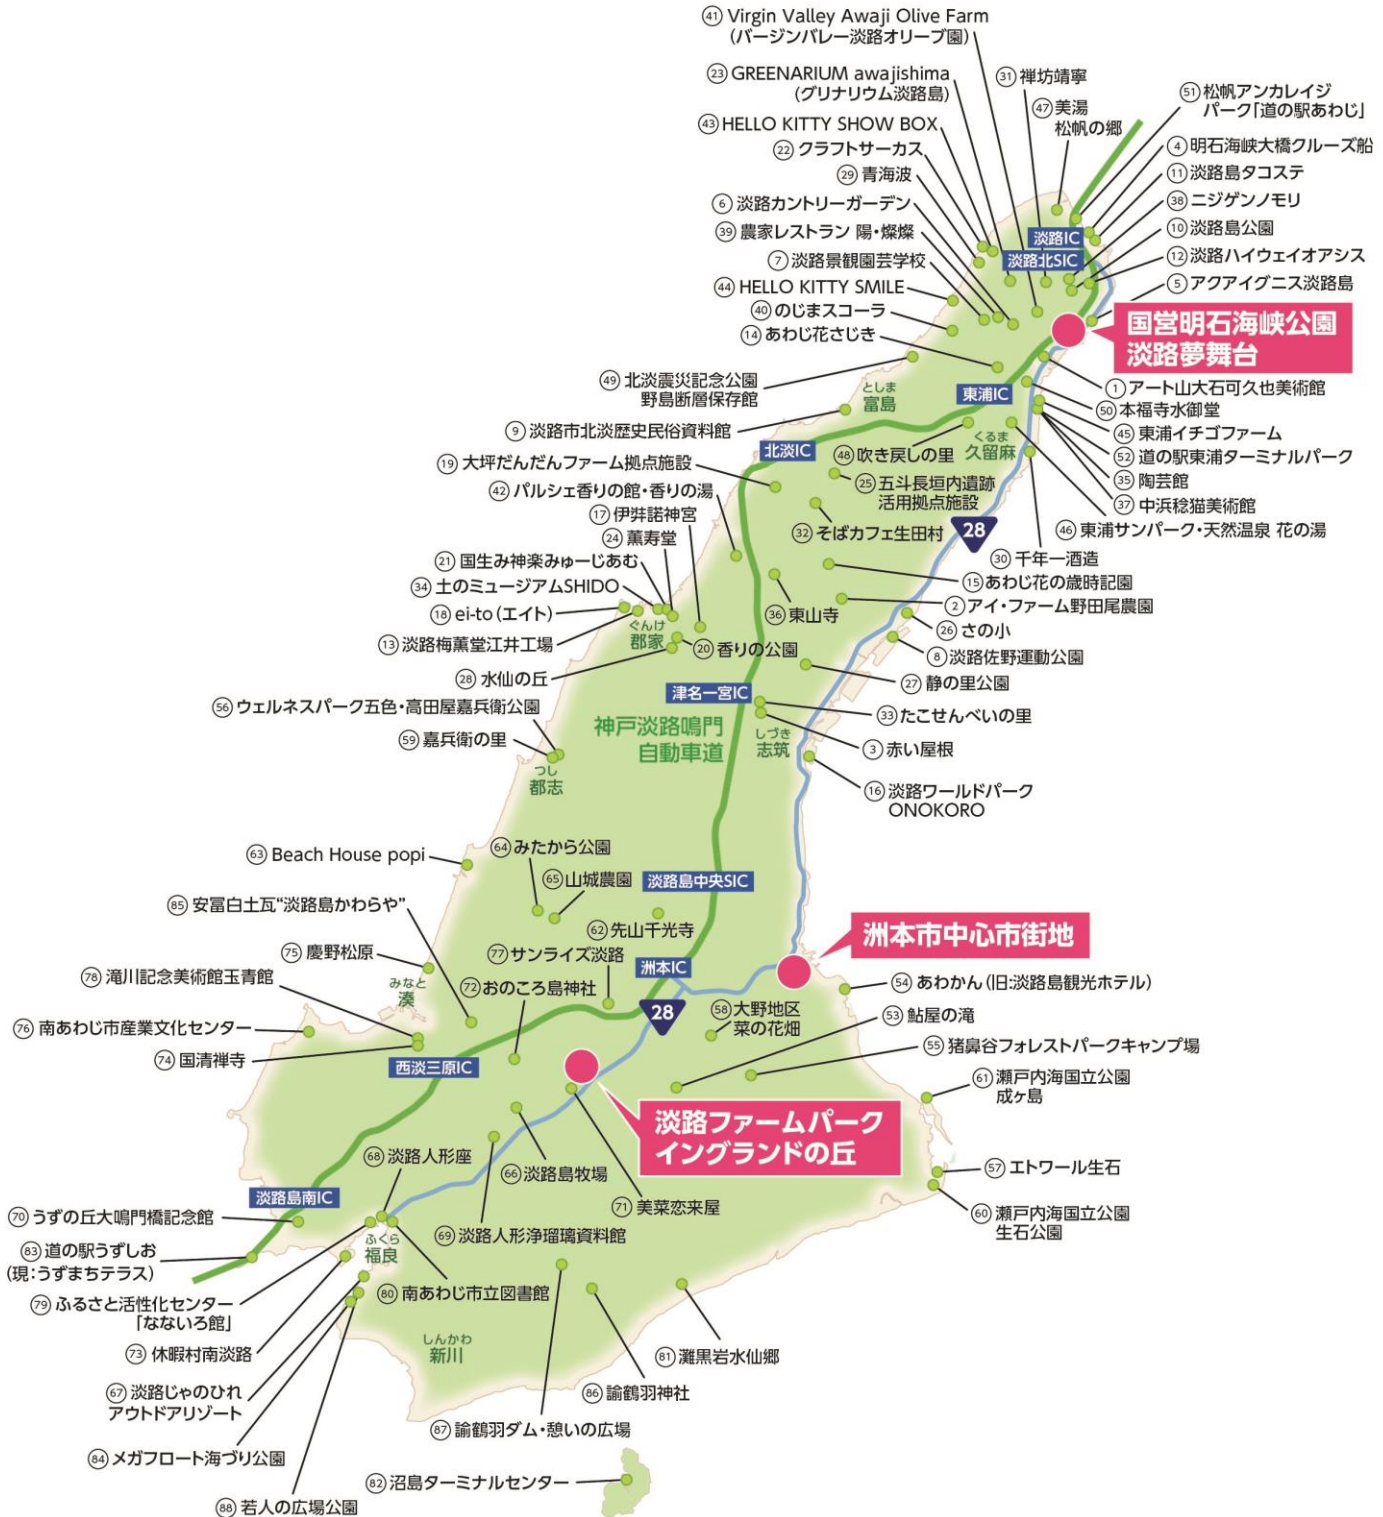 ㊶ Virgin Valley Awaji Olive Farm
(バージンバレー淡路オリーブ園)
㉓ GREENARIUM awajishima
(グリナリウム淡路島)
㉛ 禅坊靖寧
㊼ 美湯
松帆の郷
51 松帆アンカレイジ
パーク「道の駅あわじ」
㊸ HELLO KITTY SHOW BOX
㉒ クラフトサーカス
④ 明石海峡大橋クルーズ船
㉙ 青海波
⑪ 淡路島タコステ
⑥ 淡路カントリーガーデン
㊳ ニジゲンノモリ
㊴ 農家レストラン 陽・燦燦
⑩ 淡路島公園
淡路IC
淡路北SIC
⑦ 淡路景観園芸学校
⑫ 淡路ハイウェイオアシス
㊹ HELLO KITTY SMILE
⑤ アクアイグニス淡路島
㊵ のじまスコーラ
国営明石海峡公園
淡路夢舞台
⑭ あわじ花さじき
㊾ 北淡震災記念公園
野島断層保存館
としま
富島
東浦IC
① アート山大石可久也美術館
㊿ 本福寺水御堂
⑨ 淡路市北淡歴史民俗資料館
㊺ 東浦イチゴファーム
くるま
久留麻
北淡IC
㊽ 吹き戻しの里
52 道の駅東浦ターミナルパーク
⑲ 大坪だんだんファーム拠点施設
㉕ 五斗長垣内遺跡
活用拠点施設
㉟ 陶芸館
㊷ パルシェ香りの館・香りの湯
㊲ 中浜稔猫美術館
⑰ 伊弉諾神宮
㉜ そばカフェ生田村
28
㊻ 東浦サンパーク・天然温泉 花の湯
㉔ 薫寿堂
㉚ 千年一酒造
㉑ 国生み神楽みゅーじあむ
⑮ あわじ花の歳時記園
㉞ 土のミュージアムSHIDO
② アイ・ファーム野田尾農園
⑱ ei-to(エイト)
㊱ 東山寺
㉖ さの小
ぐんけ
郡家
⑬ 淡路梅薫堂江井工場
⑳ 香りの公園
⑧ 淡路佐野運動公園
㉘ 水仙の丘
㉗ 静の里公園
津名一宮IC
56 ウェルネスパーク五色・高田屋嘉兵衛公園
㉝ たこせんべいの里
神戸淡路鳴門
自動車道
しづき
志筑
59 嘉兵衛の里
③ 赤い屋根
つし
都志
⑯ 淡路ワールドパーク
ONOKORO
64 みたから公園
63 Beach House popi
65 山城農園
淡路島中央SIC
85 安冨白土瓦“淡路島かわらや”
62 先山千光寺
洲本市中心市街地
75 慶野松原
77 サンライズ淡路
洲本IC
78 滝川記念美術館玉青館
みなと
湊
72 おのころ島神社
54 あわかん(旧:淡路島観光ホテル)
28
58 大野地区
菜の花畑
53 鮎屋の滝
76 南あわじ市産業文化センター
55 猪鼻谷フォレストパークキャンプ場
74 国清禅寺
西淡三原IC
61 瀬戸内海国立公園
成ヶ島
淡路ファームパーク
イングランドの丘
68 淡路人形座
66 淡路島牧場
57 エトワール生石
淡路島南IC
71 美菜恋来屋
60 瀬戸内海国立公園
生石公園
70 うずの丘大鳴門橋記念館
69 淡路人形浄瑠璃資料館
ふくら
福良
83 道の駅うずしお
(現:うずまちテラス)
80 南あわじ市立図書館
79 ふるさと活性化センター
「なないろ館」
しんかわ
新川
73 休暇村南淡路
81 灘黒岩水仙郷
67 淡路じゃのひれ
アウトドアリゾート
86 諭鶴羽神社
87 諭鶴羽ダム・憩いの広場
84 メガフロート海づり公園
82 沼島ターミナルセンター
88 若人の広場公園